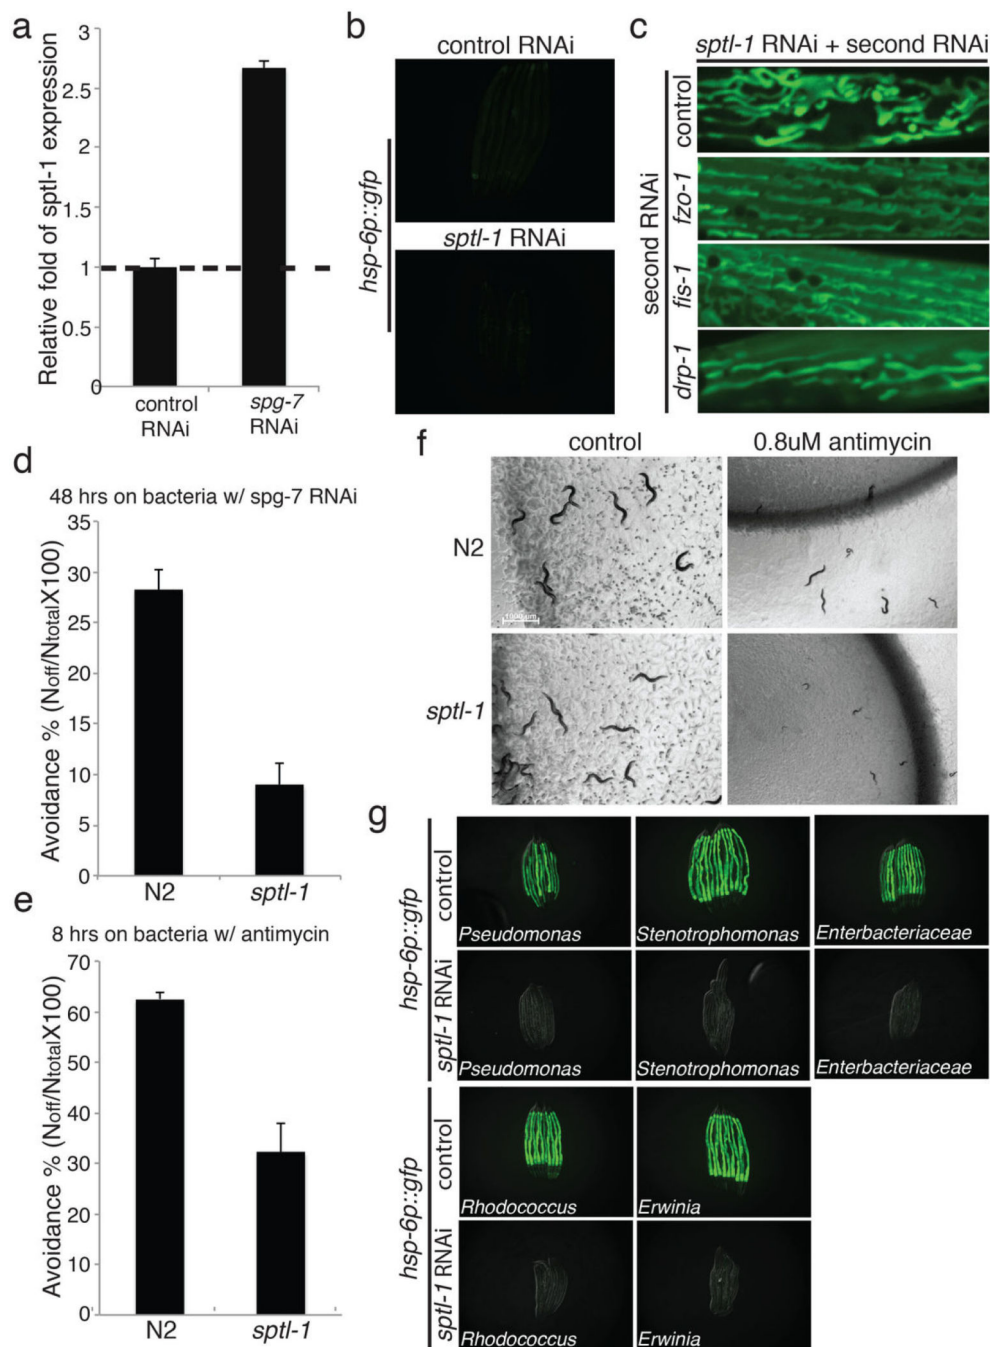 a
Relative fold of sptl-1 expression
3
2.5
2
1.5
1
0.5
0
control
RNAi
spg-7
RNAi
b
control RNAi
hsp-6p::gfp
sptl-1 RNAi
c
sptl-1 RNAi + second RNAi
second RNAi
control
fzo-1
fis-1
drp-1
d
48 hrs on bacteria w/ spg-7 RNAi
Avoidance % (Noff/NtotalX100)
35
30
25
20
15
10
5
0
N2
sptl-1
e
8 hrs on bacteria w/ antimycin
Avoidance % (Noff/NtotalX100)
70
60
50
40
30
20
10
0
N2
sptl-1
f
control
0.8uM antimycin
N2
1000 um
sptl-1
g
hsp-6p::gfp
control
Pseudomonas
Stenotrophomonas
Enterbacteriaceae
sptl-1 RNAi
Pseudomonas
Stenotrophomonas
Enterbacteriaceae
hsp-6p::gfp
control
Rhodococcus
Erwinia
sptl-1 RNAi
Rhodococcus
Erwinia